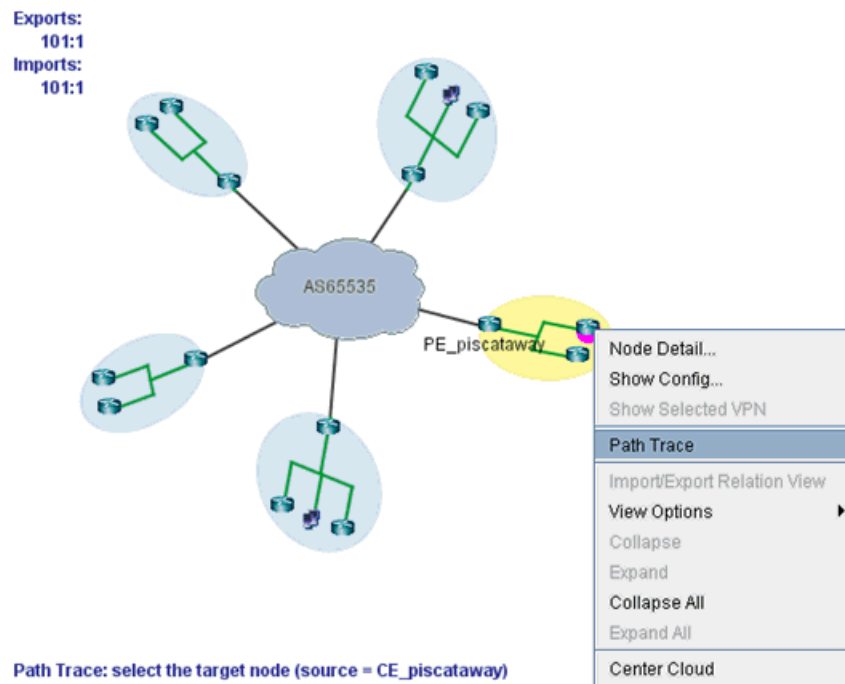 Exports:
101:1
Imports:
101:1
AS65535
PE_piscataway
Node Detail...
Show Config...
Show Selected VPN
Path Trace
Import/Export Relation View
View Options
Collapse
Expand
Collapse All
Expand All
Center Cloud
Path Trace: select the target node (source = CE_piscataway)